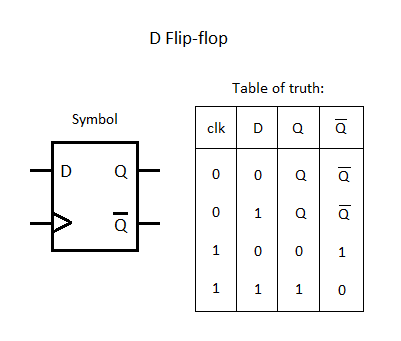 D Flip-flop
Table of truth:
Symbol
D Q
Q̅
clk D Q Q̅
0 0 Q Q̅
0 1 Q Q̅
1 0 0 1
1 1 1 0